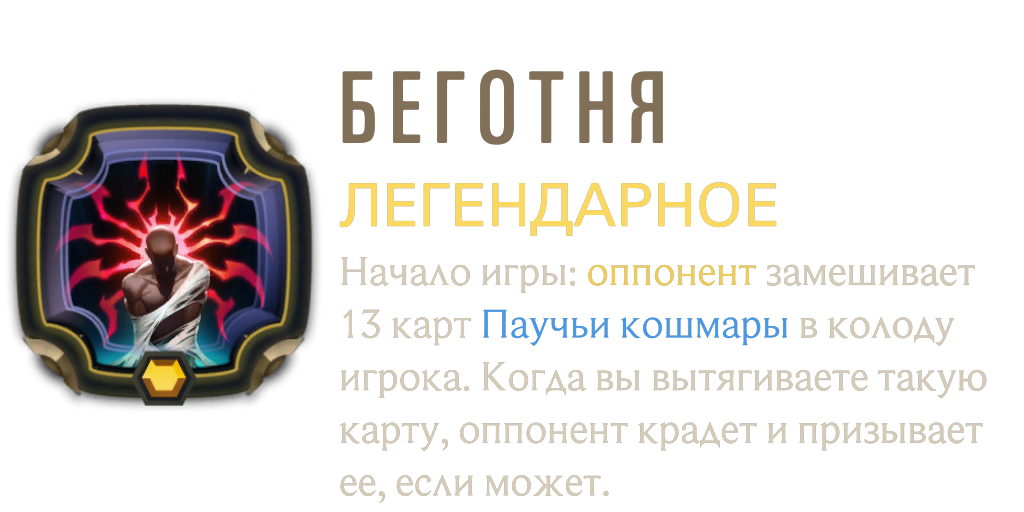 БЕГОТНЯ
ЛЕГЕНДАРНОЕ
Начало игры: оппонент замешивает
13 карт Паучьи кошмары в колоду
игрока. Когда вы вытягиваете такую
карту, оппонент крадет и призывает
ее, если может.